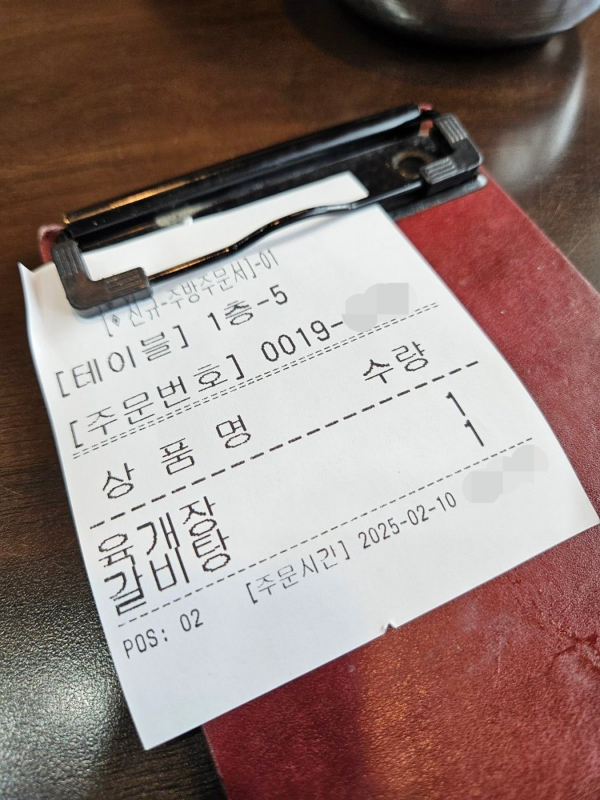 [♦신규-주방주문서]-01
[테이블] 1층-5
[주문번호] 0019-
상 품 명 수량
육개장 1
갈비탕 1
POS: 02 [주문시간] 2025-02-10